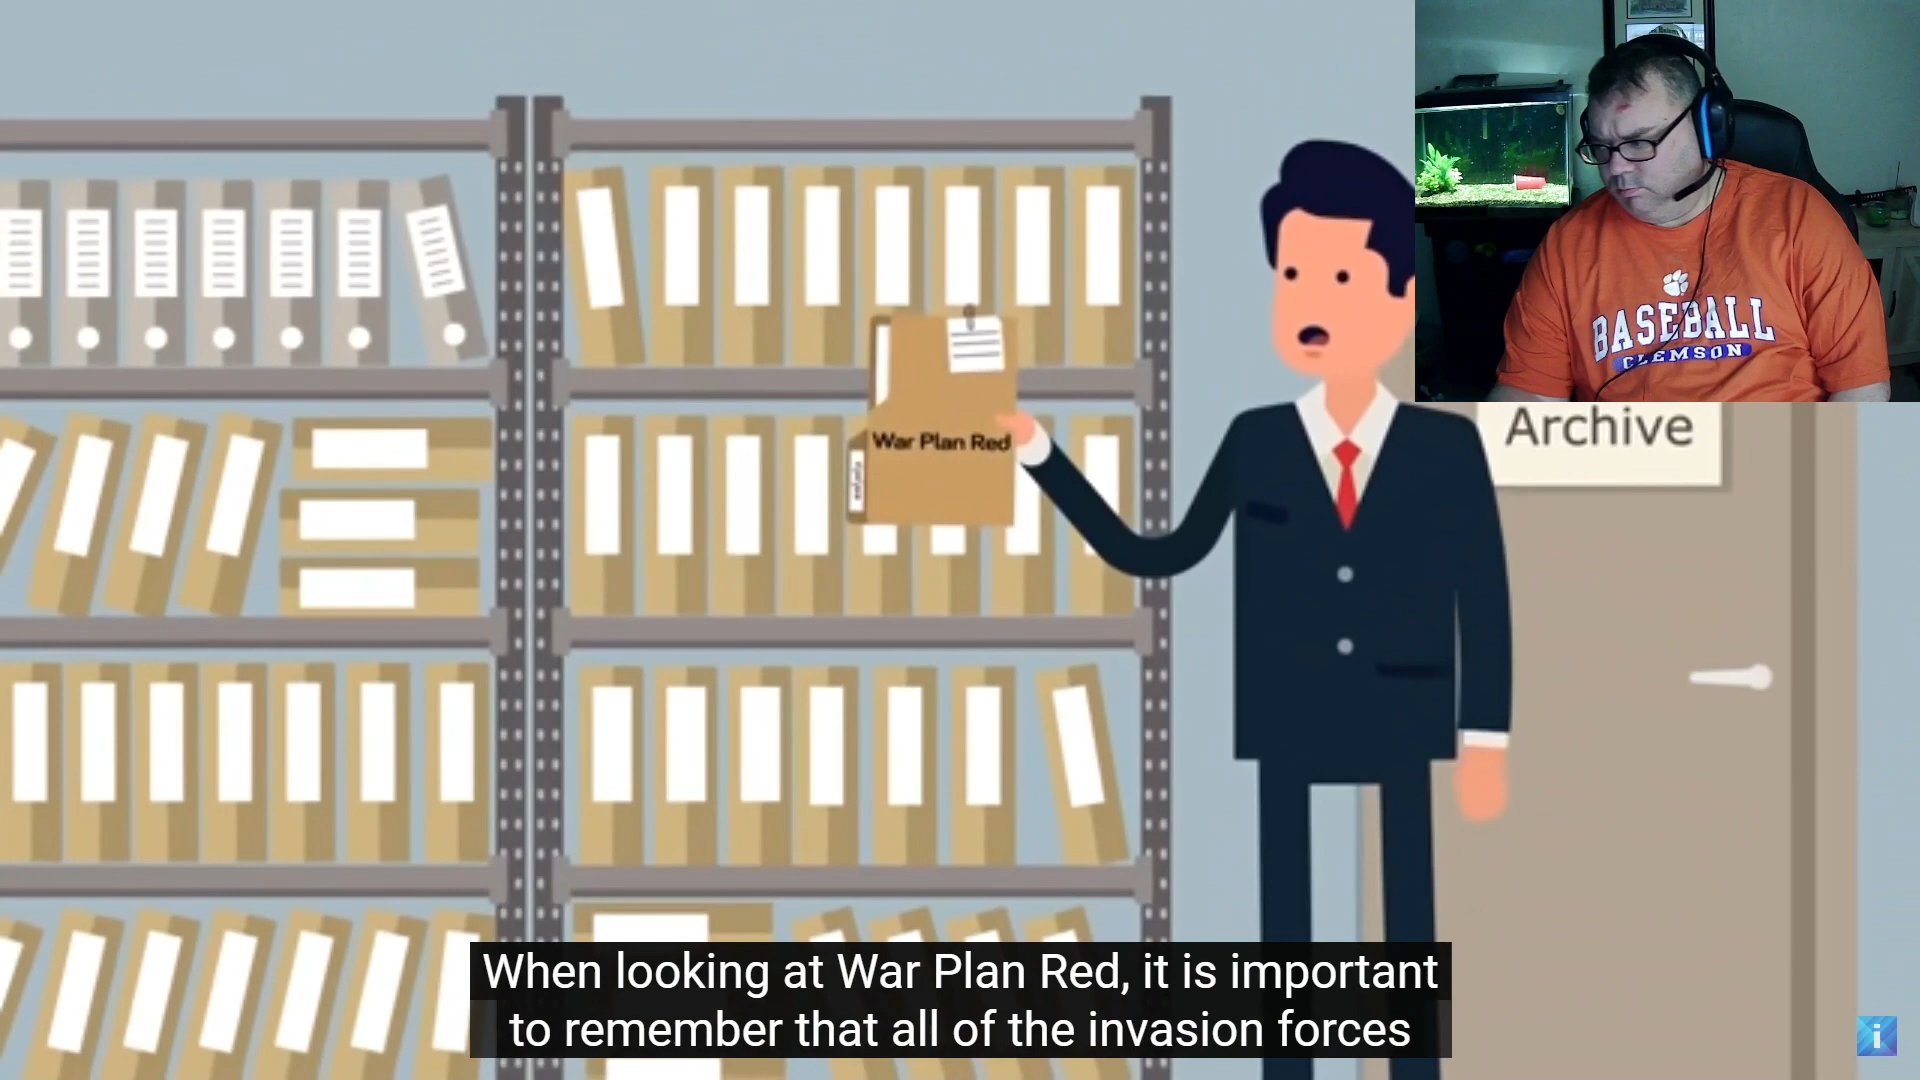 BASEBALL
CLEMSON
Archive
War Plan Red
When looking at War Plan Red, it is important
to remember that all of the invasion forces
i